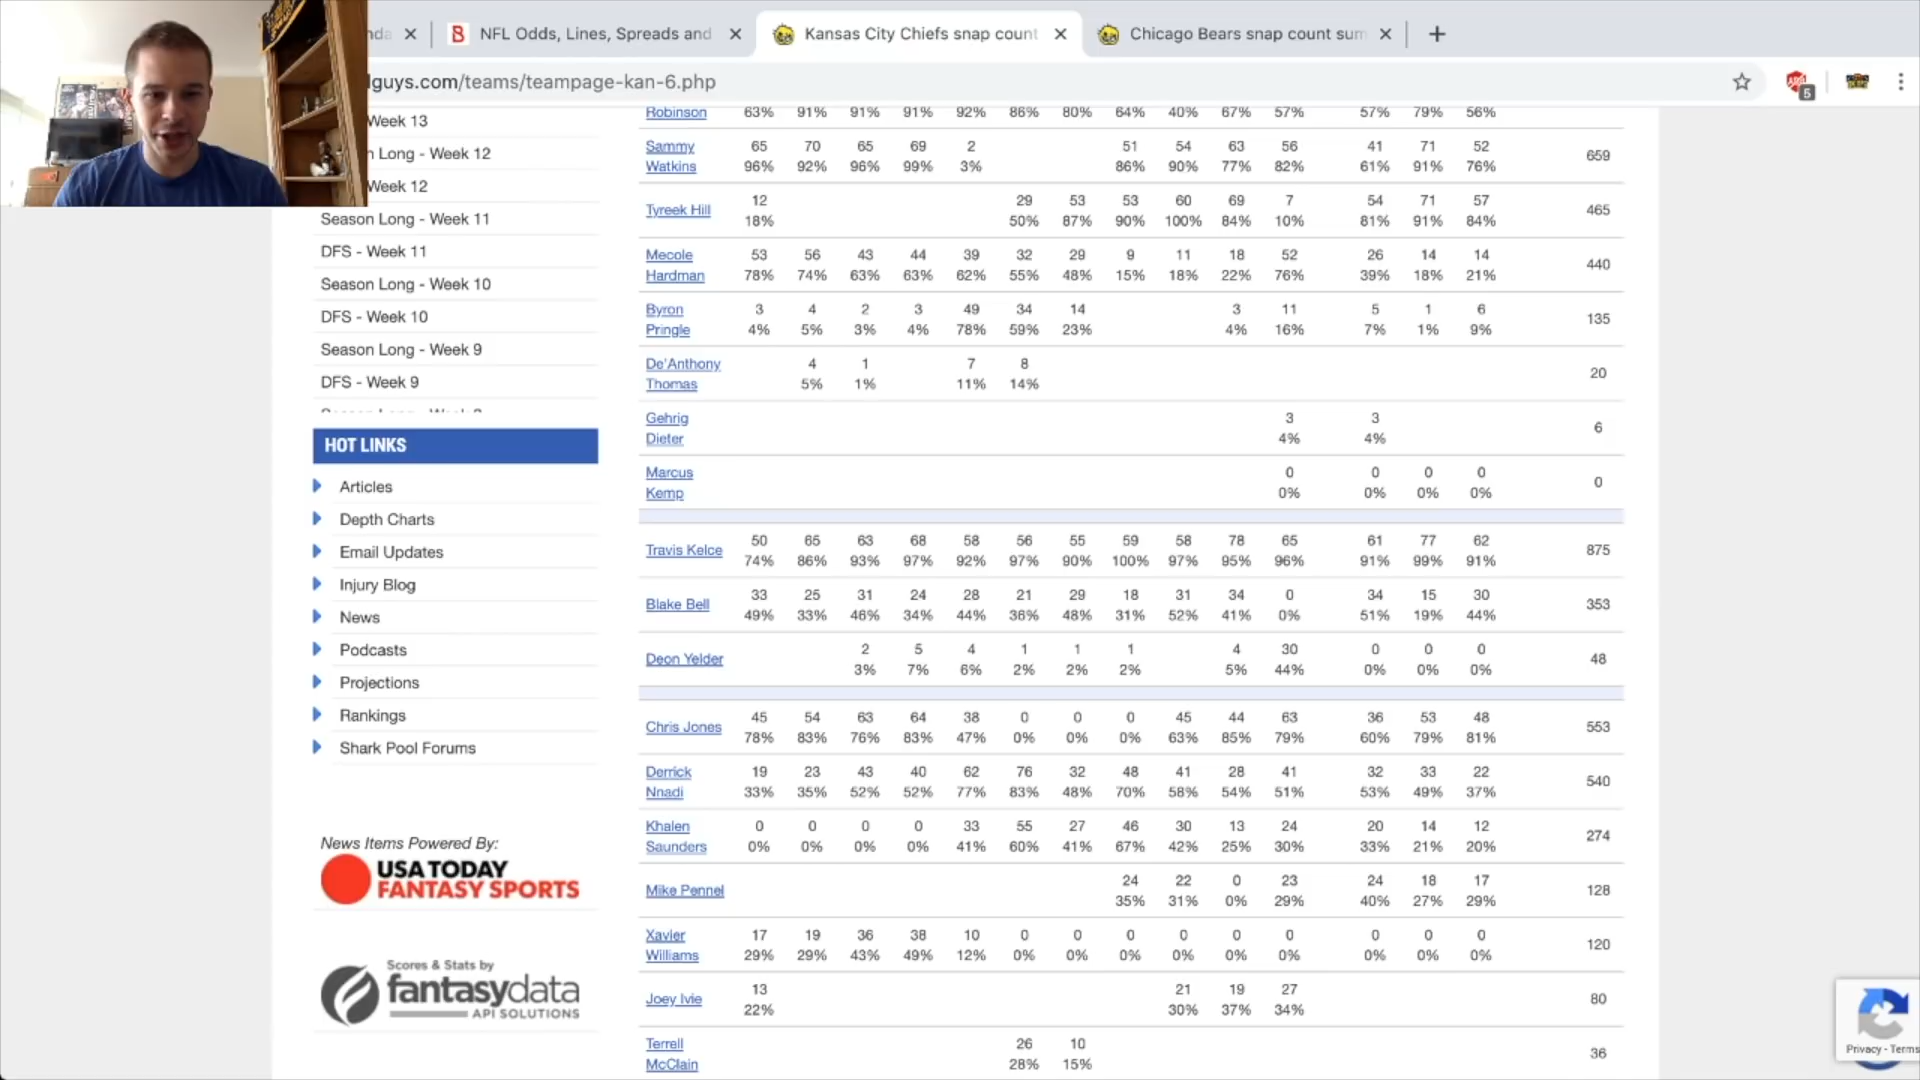 nda
NFL Odds, Lines, Spreads and
Kansas City Chiefs snap count
Chicago Bears snap count sum
lguys.com/teams/teampage-kan-6.php
5
Week 13
n Long - Week 12
Week 12
Season Long - Week 11
DFS - Week 11
Season Long - Week 10
DFS - Week 10
Season Long - Week 9
DFS - Week 9
HOT LINKS
Articles
Depth Charts
Email Updates
Injury Blog
News
Podcasts
Projections
Rankings
Shark Pool Forums
News Items Powered By:
USA TODAY
FANTASY SPORTS
Scores & Stats by
fantasydata
API SOLUTIONS
Robinson 63% 91% 91% 91% 92% 86% 80% 64% 40% 67% 57% 57% 79% 56%
Sammy 65 70 65 69 2 51 54 63 56 41 71 52 659
Watkins 96% 92% 96% 99% 3% 86% 90% 77% 82% 61% 91% 76%
Tyreek Hill 12 29 53 53 60 69 7 54 71 57 465
18% 50% 87% 90% 100% 84% 10% 81% 91% 84%
Mecole 53 56 43 44 39 32 29 9 11 18 52 26 14 14 440
Hardman 78% 74% 63% 63% 62% 55% 48% 15% 18% 22% 76% 39% 18% 21%
Byron 3 4 2 3 49 34 14 3 11 5 1 6 135
Pringle 4% 5% 3% 4% 78% 59% 23% 4% 16% 7% 1% 9%
De'Anthony 4 1 7 8 20
Thomas 5% 1% 11% 14%
Gehrig 3 3 6
Dieter 4% 4%
Marcus 0 0 0 0 0
Kemp 0% 0% 0% 0%
Travis Kelce 50 65 63 68 58 56 55 59 58 78 65 61 77 62 875
74% 86% 93% 97% 92% 97% 90% 100% 97% 95% 96% 91% 99% 91%
Blake Bell 33 25 31 24 28 21 29 18 31 34 0 34 15 30 353
49% 33% 46% 34% 44% 36% 48% 31% 52% 41% 0% 51% 19% 44%
Deon Yelder 2 5 4 1 1 1 4 30 0 0 0 48
3% 7% 6% 2% 2% 2% 5% 44% 0% 0% 0%
Chris Jones 45 54 63 64 38 0 0 0 45 44 63 36 53 48 553
78% 83% 76% 83% 47% 0% 0% 0% 63% 85% 79% 60% 79% 81%
Derrick 19 23 43 40 62 76 32 48 41 28 41 32 33 22 540
Nnadi 33% 35% 52% 52% 77% 83% 48% 70% 58% 54% 51% 53% 49% 37%
Khalen 0 0 0 0 33 55 27 46 30 13 24 20 14 12 274
Saunders 0% 0% 0% 0% 41% 60% 41% 67% 42% 25% 30% 33% 21% 20%
Mike Pennel 24 22 0 23 24 18 17 128
35% 31% 0% 29% 40% 27% 29%
Xavier 17 19 36 38 10 0 0 0 0 0 0 0 0 0 120
Williams 29% 29% 43% 49% 12% 0% 0% 0% 0% 0% 0% 0% 0% 0%
Joey Ivie 13 21 19 27 80
22% 30% 37% 34%
Terrell 26 10 36
McClain 28% 15%
Privacy - Terms